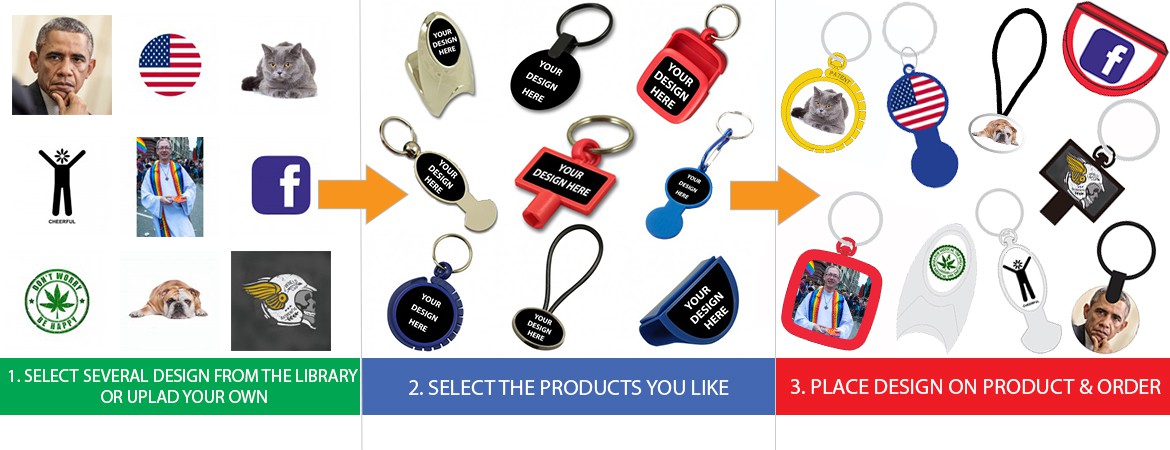 CHEERFUL
f
DON'T WORRY
BE HAPPY
1. SELECT SEVERAL DESIGN FROM THE LIBRARY
OR UPLAD YOUR OWN
YOUR
DESIGN
HERE
YOUR
DESIGN
HERE
YOUR
DESIGN
HERE
YOUR
DESIGN
HERE
YOUR
DESIGN HERE
YOUR
DESIGN
HERE
YOUR
DESIGN
HERE
YOUR
DESIGN
HERE
YOUR
DESIGN
HERE
2. SELECT THE PRODUCTS YOU LIKE
PATENT
f
CHEERFUL
3. PLACE DESIGN ON PRODUCT & ORDER